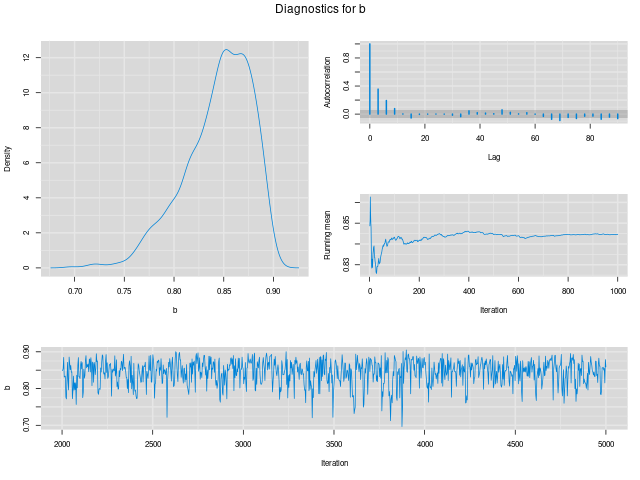 Diagnostics for b
Density
0 2 4 6 8 10 12
0.70 0.75 0.80 0.85 0.90
b
Autocorrelation
0.0 0.4 0.8
0 20 40 60 80
Lag
Running mean
0.83 0.85
0 200 400 600 800 1000
Iteration
b
0.70 0.80 0.90
2000 2500 3000 3500 4000 4500 5000
Iteration